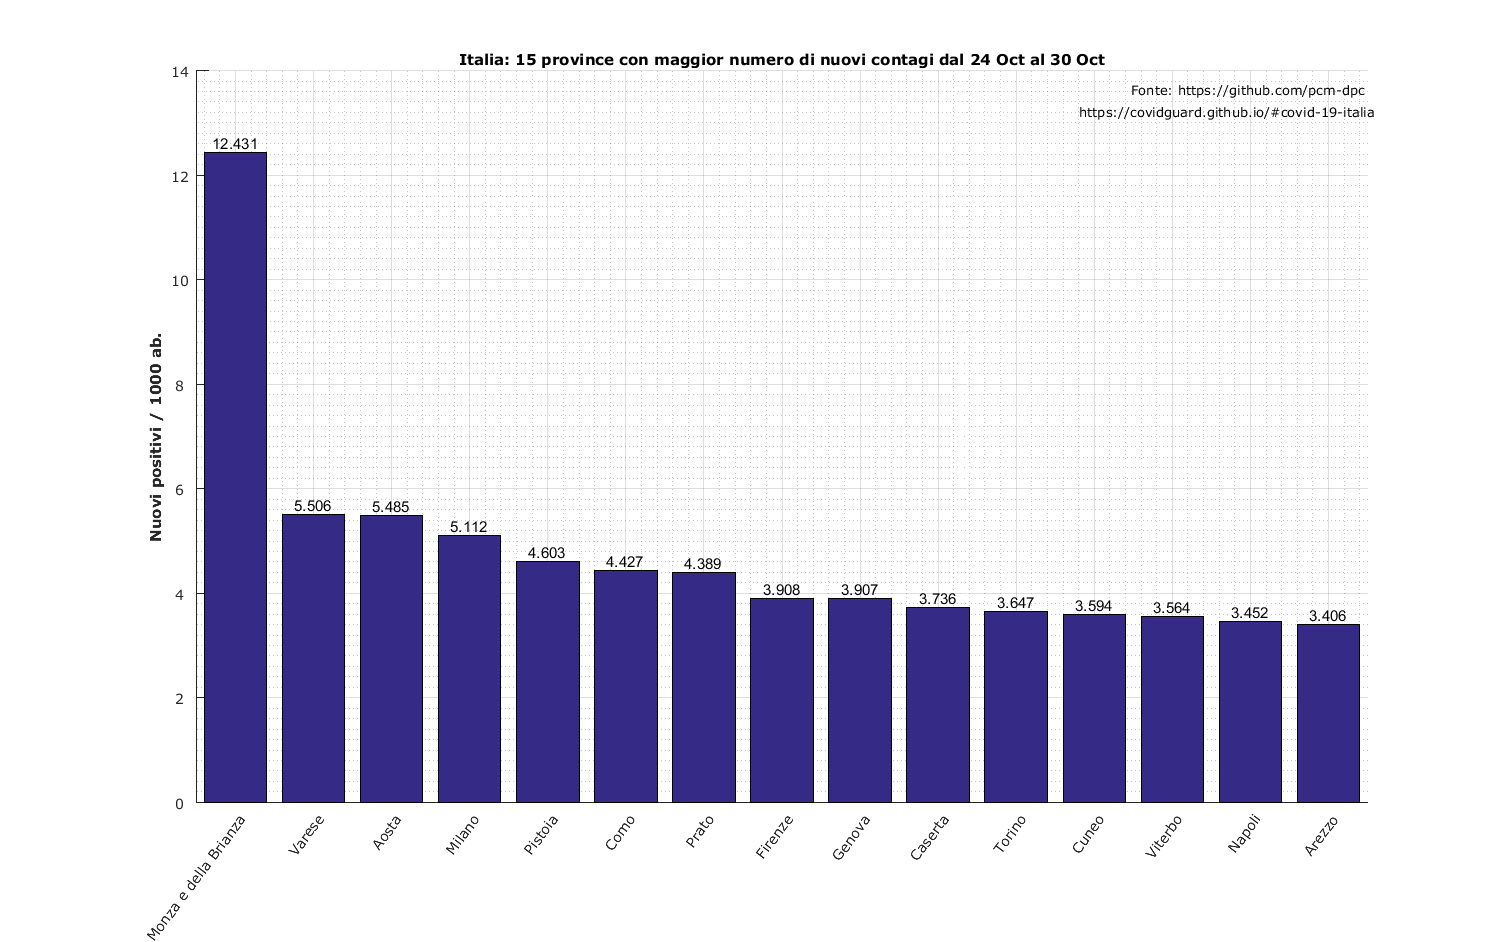 Italia: 15 province con maggior numero di nuovi contagi dal 24 Oct al 30 Oct
Fonte: https://github.com/pcm-dpc
https://covidguard.github.io/#covid-19-italia
Nuovi positivi / 1000 ab.
14
12
10
8
6
4
2
0
12.431
5.506
5.485
5.112
4.603
4.427
4.389
3.908
3.907
3.736
3.647
3.594
3.564
3.452
3.406
Monza e della Brianza
Varese
Aosta
Milano
Pistoia
Como
Prato
Firenze
Genova
Caserta
Torino
Cuneo
Viterbo
Napoli
Arezzo